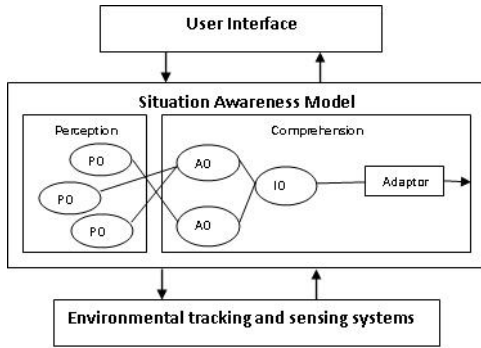 User Interface
Situation Awareness Model
Perception
Comprehension
PO
PO
PO
AO
AO
IO
Adaptor
Environmental tracking and sensing systems